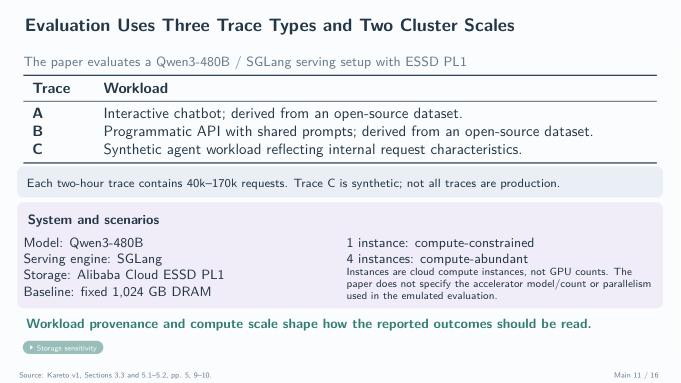 Evaluation Uses Three Trace Types and Two Cluster Scales
The paper evaluates a Qwen3-480B / SGLang serving setup with ESSD PL1
Trace Workload
A Interactive chatbot; derived from an open-source dataset.
B Programmatic API with shared prompts; derived from an open-source dataset.
C Synthetic agent workload reflecting internal request characteristics.
Each two-hour trace contains 40k–170k requests. Trace C is synthetic; not all traces are production.
System and scenarios
Model: Qwen3-480B
Serving engine: SGLang
Storage: Alibaba Cloud ESSD PL1
Baseline: fixed 1,024 GB DRAM
1 instance: compute-constrained
4 instances: compute-abundant
Instances are cloud compute instances, not GPU counts. The
paper does not specify the accelerator model/count or parallelism
used in the emulated evaluation.
Workload provenance and compute scale shape how the reported outcomes should be read.
Storage sensitivity
Source: Kareto v1, Sections 3.3 and 5.1–5.2, pp. 5, 9–10.
Main 11 / 16